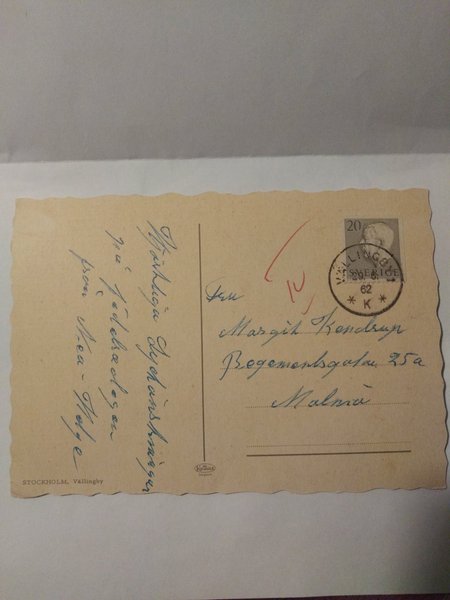 Hjärtliga Lyckönskningar
på födelsedagen
från Nea-Helge
STOCKHOLM, Vällingby
20
SVERIGE
VÄLLINGBY 1
62
* K *
Fru
Margit Kendrup
Regementsgatan 25a
Malmö